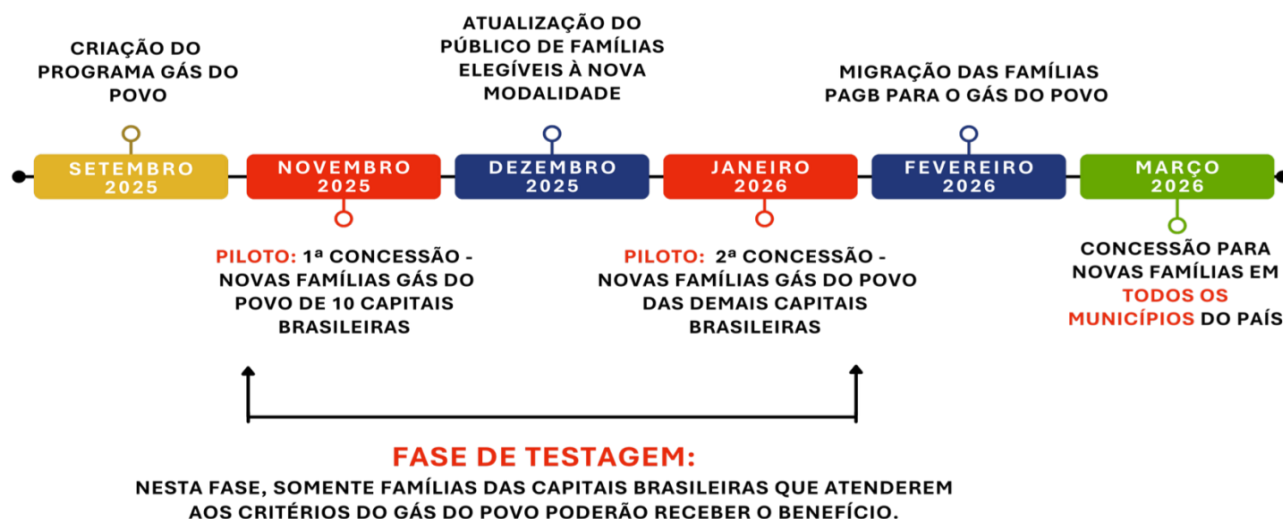 CRIAÇÃO DO
PROGRAMA GÁS DO
POVO
ATUALIZAÇÃO DO
PÚBLICO DE FAMÍLIAS
ELEGÍVEIS À NOVA
MODALIDADE
MIGRAÇÃO DAS FAMÍLIAS
PAGB PARA O GÁS DO POVO
SETEMBRO
2025
NOVEMBRO
2025
DEZEMBRO
2025
JANEIRO
2026
FEVEREIRO
2026
MARÇO
2026
PILOTO: 1ª CONCESSÃO -
NOVAS FAMÍLIAS GÁS DO
POVO DE 10 CAPITAIS
BRASILEIRAS
PILOTO: 2ª CONCESSÃO -
NOVAS FAMÍLIAS GÁS DO POVO
DAS DEMAIS CAPITAIS
BRASILEIRAS
CONCESSÃO PARA
NOVAS FAMÍLIAS EM
TODOS OS
MUNICÍPIOS DO PAÍS
FASE DE TESTAGEM:
NESTA FASE, SOMENTE FAMÍLIAS DAS CAPITAIS BRASILEIRAS QUE ATENDEREM
AOS CRITÉRIOS DO GÁS DO POVO PODERÃO RECEBER O BENEFÍCIO.